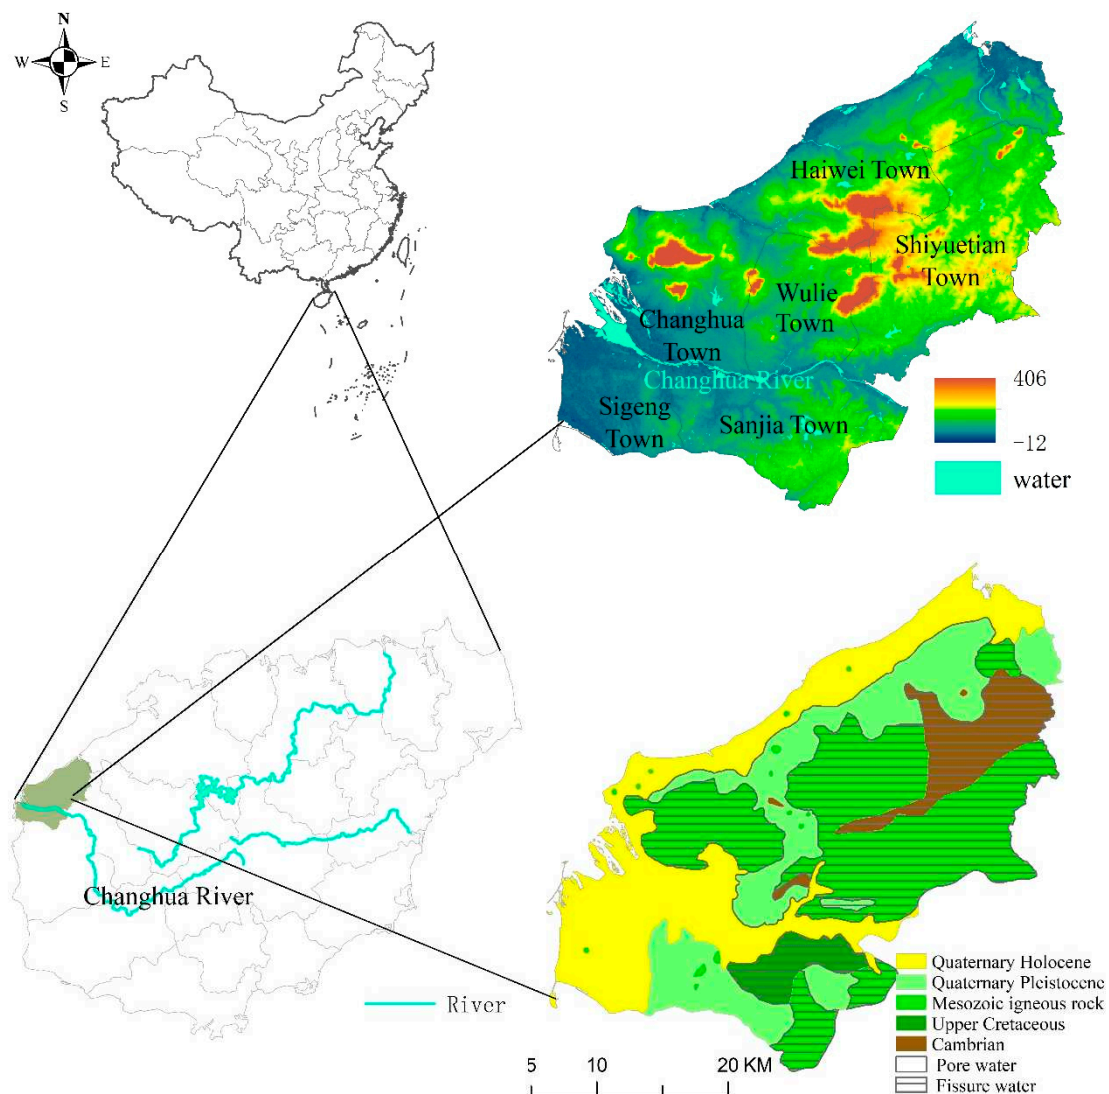 N
W
E
S
Haiwei Town
Shiyuetian
Town
Wulie
Town
Changhua
Town
Changhua River
Sigeng
Town
Sanjia Town
406
-12
water
Changhua River
River
Quaternary Holocene
Quaternary Pleistocene
Mesozoic igneous rock
Upper Cretaceous
Cambrian
Pore water
Fissure water
5 10 20 KM